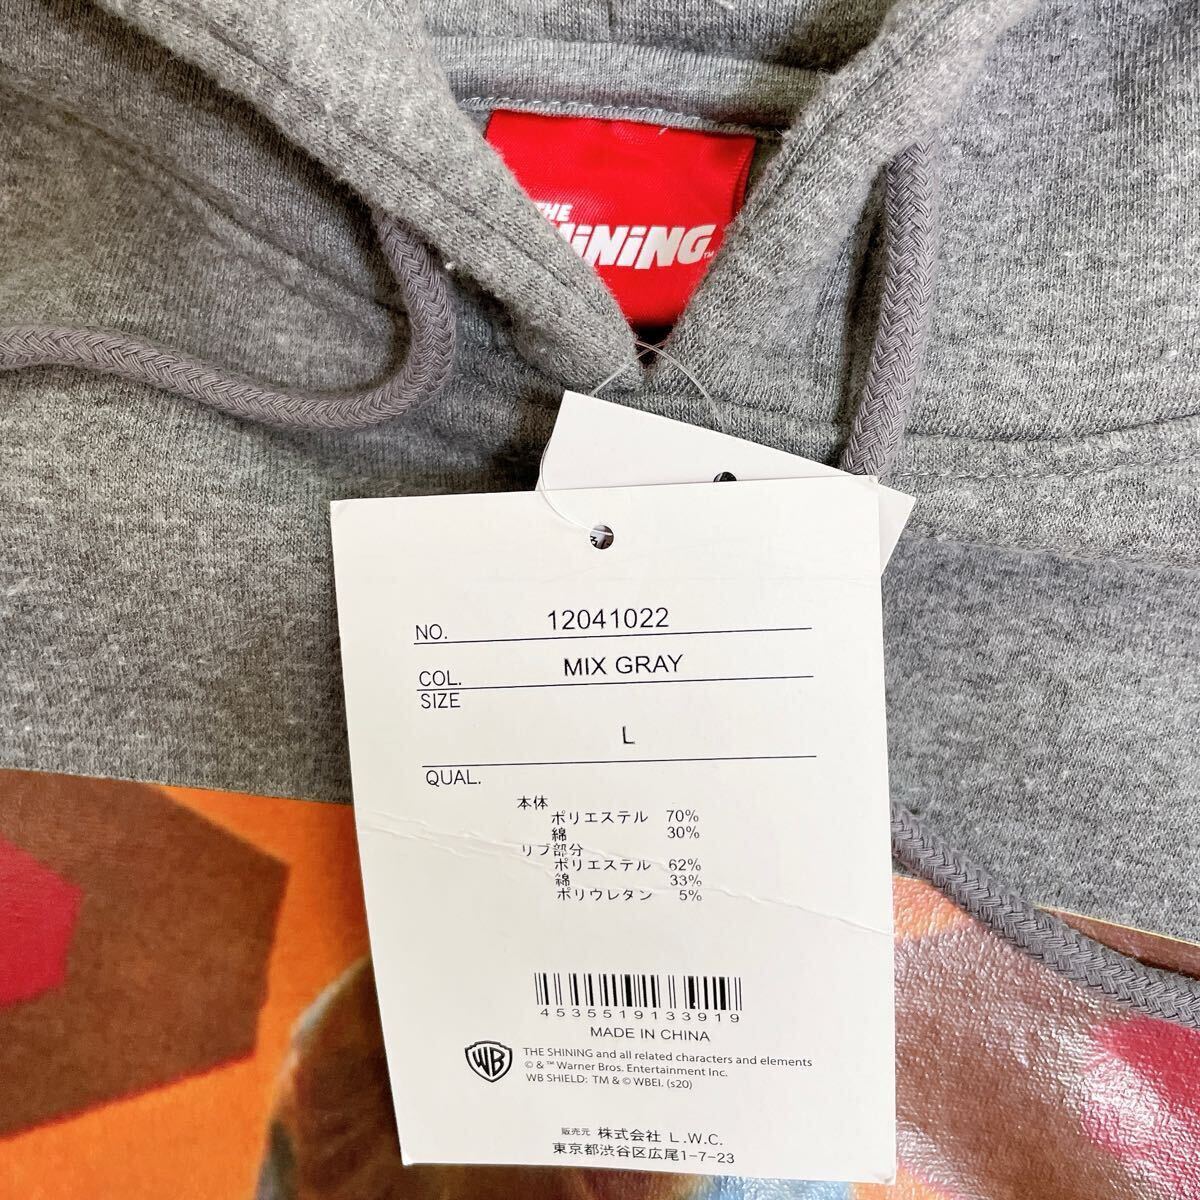 THE
SHiNiNG™
NO. 12041022
COL. MIX GRAY
SIZE
L
QUAL.
本体
ポリエステル 70%
綿 30%
リブ部分
ポリエステル 62%
綿 33%
ポリウレタン 5%
4535519133919
MADE IN CHINA
WB
THE SHINING and all related characters and elements
© & ™ Warner Bros. Entertainment Inc.
WB SHIELD: TM & © WBEI. (s20)
販売元 株式会社 L.W.C.
東京都渋谷区広尾1-7-23